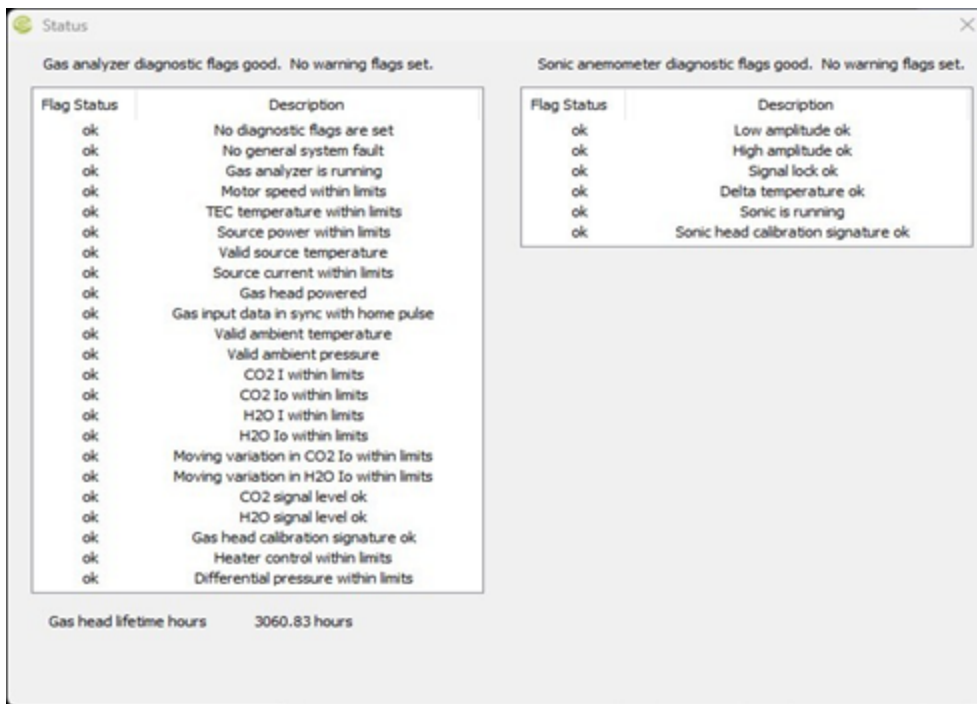 Status
Gas analyzer diagnostic flags good. No warning flags set.
Flag Status Description
ok No diagnostic flags are set
ok No general system fault
ok Gas analyzer is running
ok Motor speed within limits
ok TEC temperature within limits
ok Source power within limits
ok Valid source temperature
ok Source current within limits
ok Gas head powered
ok Gas input data in sync with home pulse
ok Valid ambient temperature
ok Valid ambient pressure
ok CO2 I within limits
ok CO2 Io within limits
ok H2O I within limits
ok H2O Io within limits
ok Moving variation in CO2 Io within limits
ok Moving variation in H2O Io within limits
ok CO2 signal level ok
ok H2O signal level ok
ok Gas head calibration signature ok
ok Heater control within limits
ok Differential pressure within limits
Gas head lifetime hours 3060.83 hours
Sonic anemometer diagnostic flags good. No warning flags set.
Flag Status Description
ok Low amplitude ok
ok High amplitude ok
ok Signal lock ok
ok Delta temperature ok
ok Sonic is running
ok Sonic head calibration signature ok